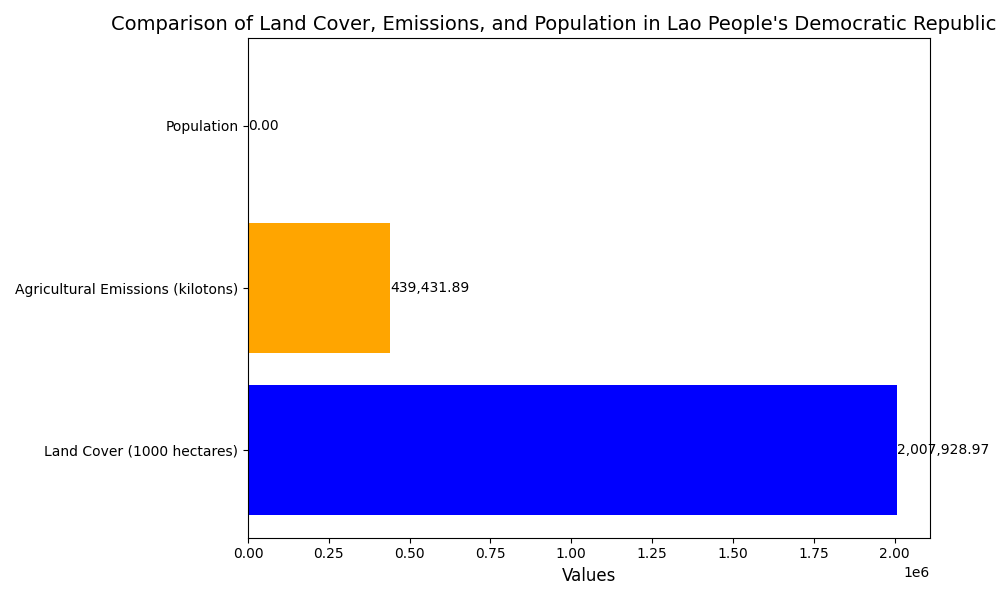 Comparison of Land Cover, Emissions, and Population in Lao People's Democratic Republic
Population
0.00
Agricultural Emissions (kilotons)
439,431.89
Land Cover (1000 hectares)
2,007,928.97
0.00 0.25 0.50 0.75 1.00 1.25 1.50 1.75 2.00
1e6
Values